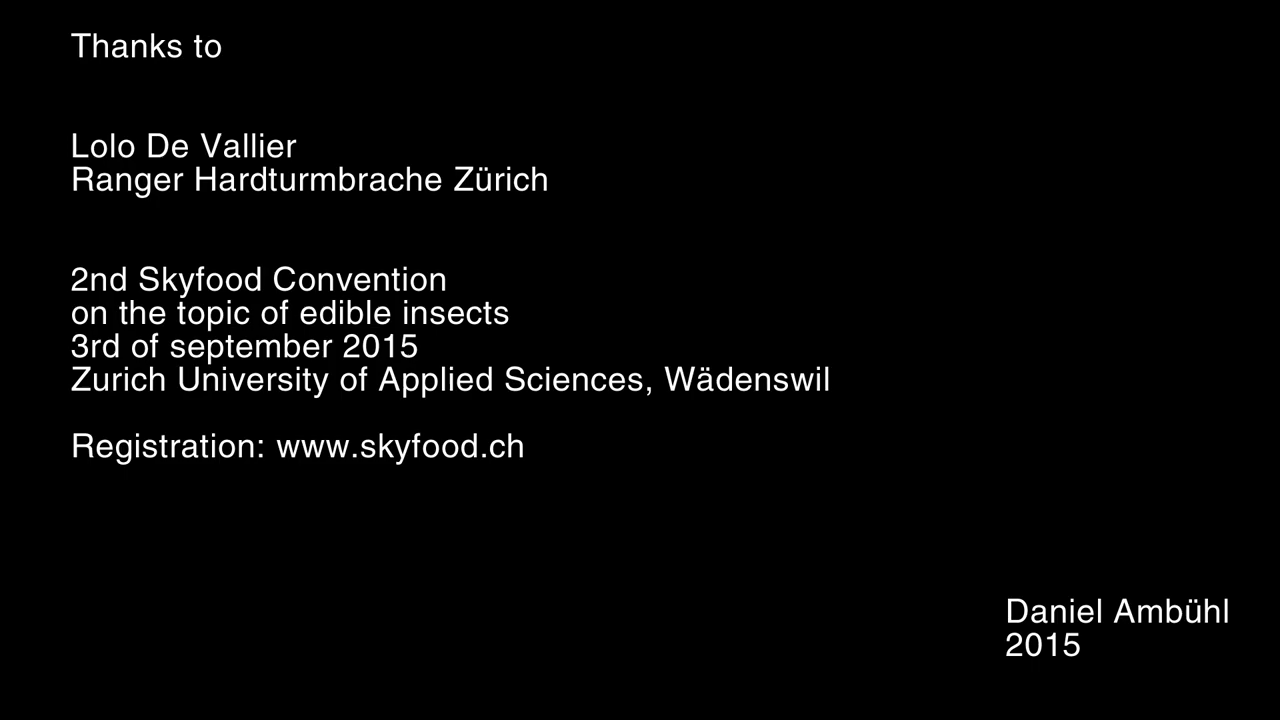 Thanks to
Lolo De Vallier
Ranger Hardturmbrache Zürich
2nd Skyfood Convention
on the topic of edible insects
3rd of september 2015
Zurich University of Applied Sciences, Wädenswil
Registration: www.skyfood.ch
Daniel Ambühl
2015